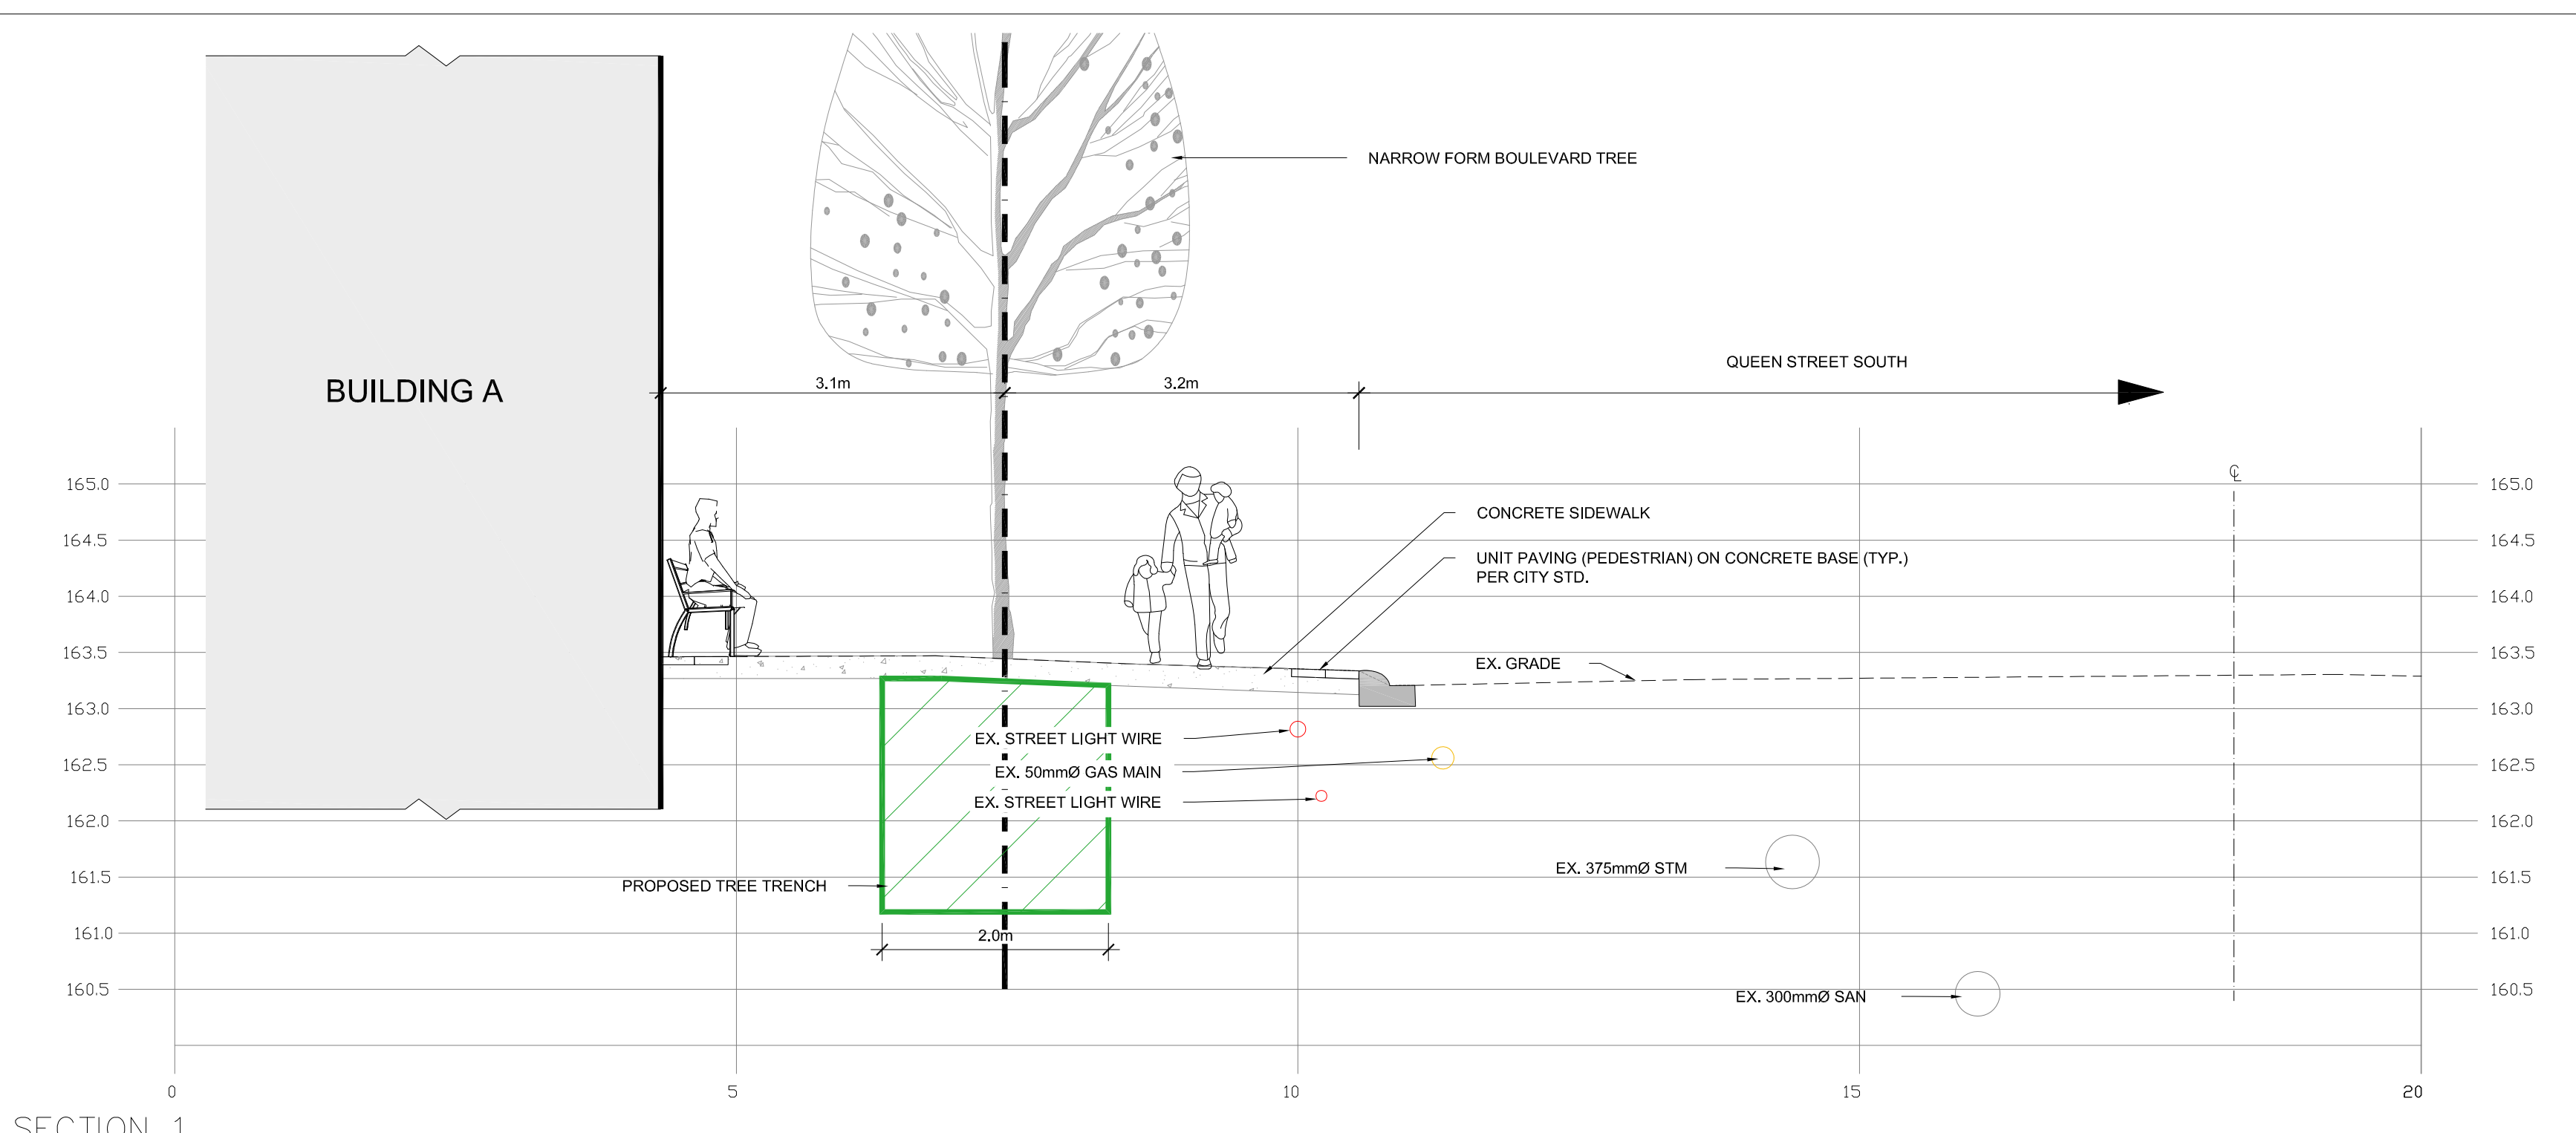 NARROW FORM BOULEVARD TREE
QUEEN STREET SOUTH
BUILDING A
3.1m
3.2m
℄
165.0
165.0
CONCRETE SIDEWALK
164.5
164.5
UNIT PAVING (PEDESTRIAN) ON CONCRETE BASE (TYP.)
PER CITY STD.
164.0
164.0
163.5
163.5
EX. GRADE
163.0
163.0
EX. STREET LIGHT WIRE
162.5
162.5
EX. 50mmØ GAS MAIN
EX. STREET LIGHT WIRE
162.0
162.0
EX. 375mmØ STM
161.5
161.5
PROPOSED TREE TRENCH
161.0
161.0
2.0m
160.5
160.5
EX. 300mmØ SAN
0
5
10
15
20
SECTION 1